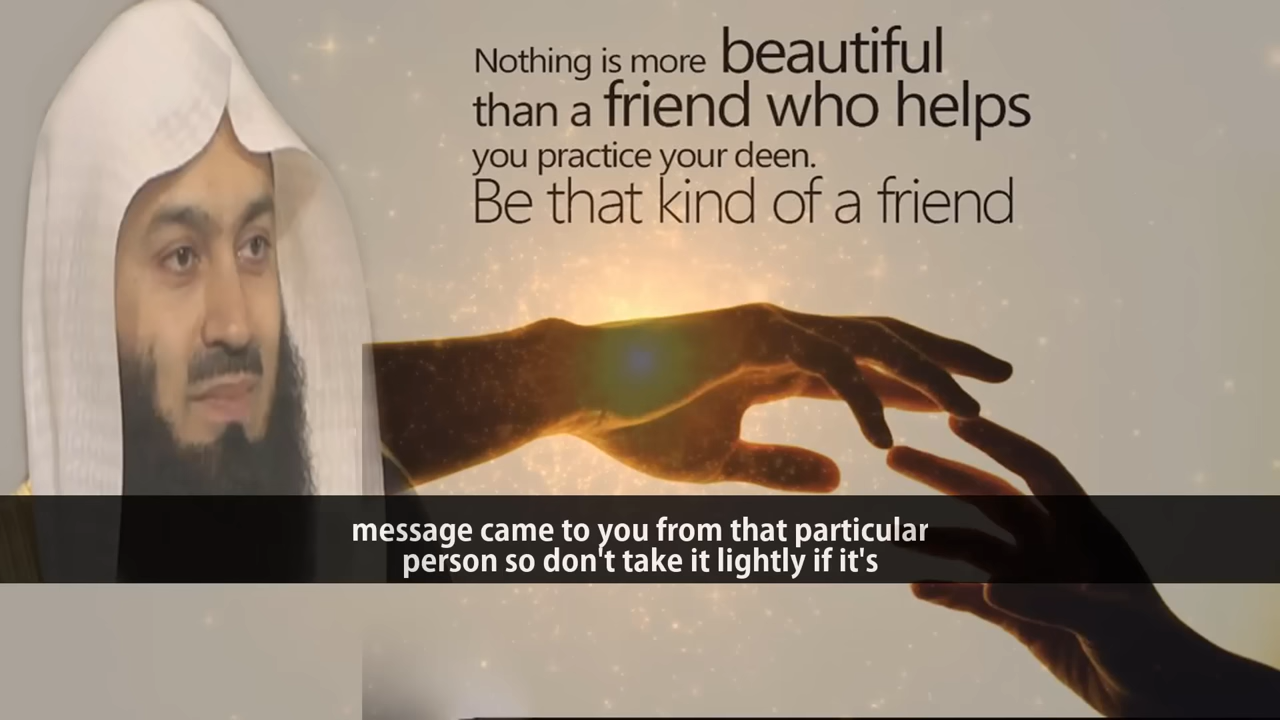 Nothing is more beautiful
than a friend who helps
you practice your deen.
Be that kind of a friend
message came to you from that particular
person so don't take it lightly if it's